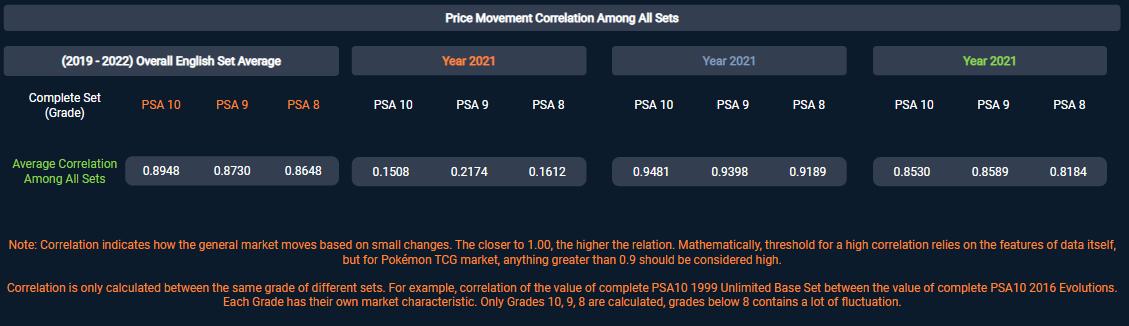 Price Movement Correlation Among All Sets
(2019 - 2022) Overall English Set Average
Year 2021
Year 2021
Year 2021
Complete Set
(Grade)
PSA 10 PSA 9 PSA 8
PSA 10 PSA 9 PSA 8
PSA 10 PSA 9 PSA 8
PSA 10 PSA 9 PSA 8
Average Correlation
Among All Sets
0.8948 0.8730 0.8648
0.1508 0.2174 0.1612
0.9481 0.9398 0.9189
0.8530 0.8589 0.8184
Note: Correlation indicates how the general market moves based on small changes. The closer to 1.00, the higher the relation. Mathematically, threshold for a high correlation relies on the features of data itself,
but for Pokémon TCG market, anything greater than 0.9 should be considered high.
Correlation is only calculated between the same grade of different sets. For example, correlation of the value of complete PSA10 1999 Unlimited Base Set between the value of complete PSA10 2016 Evolutions.
Each Grade has their own market characteristic. Only Grades 10, 9, 8 are calculated, grades below 8 contains a lot of fluctuation.